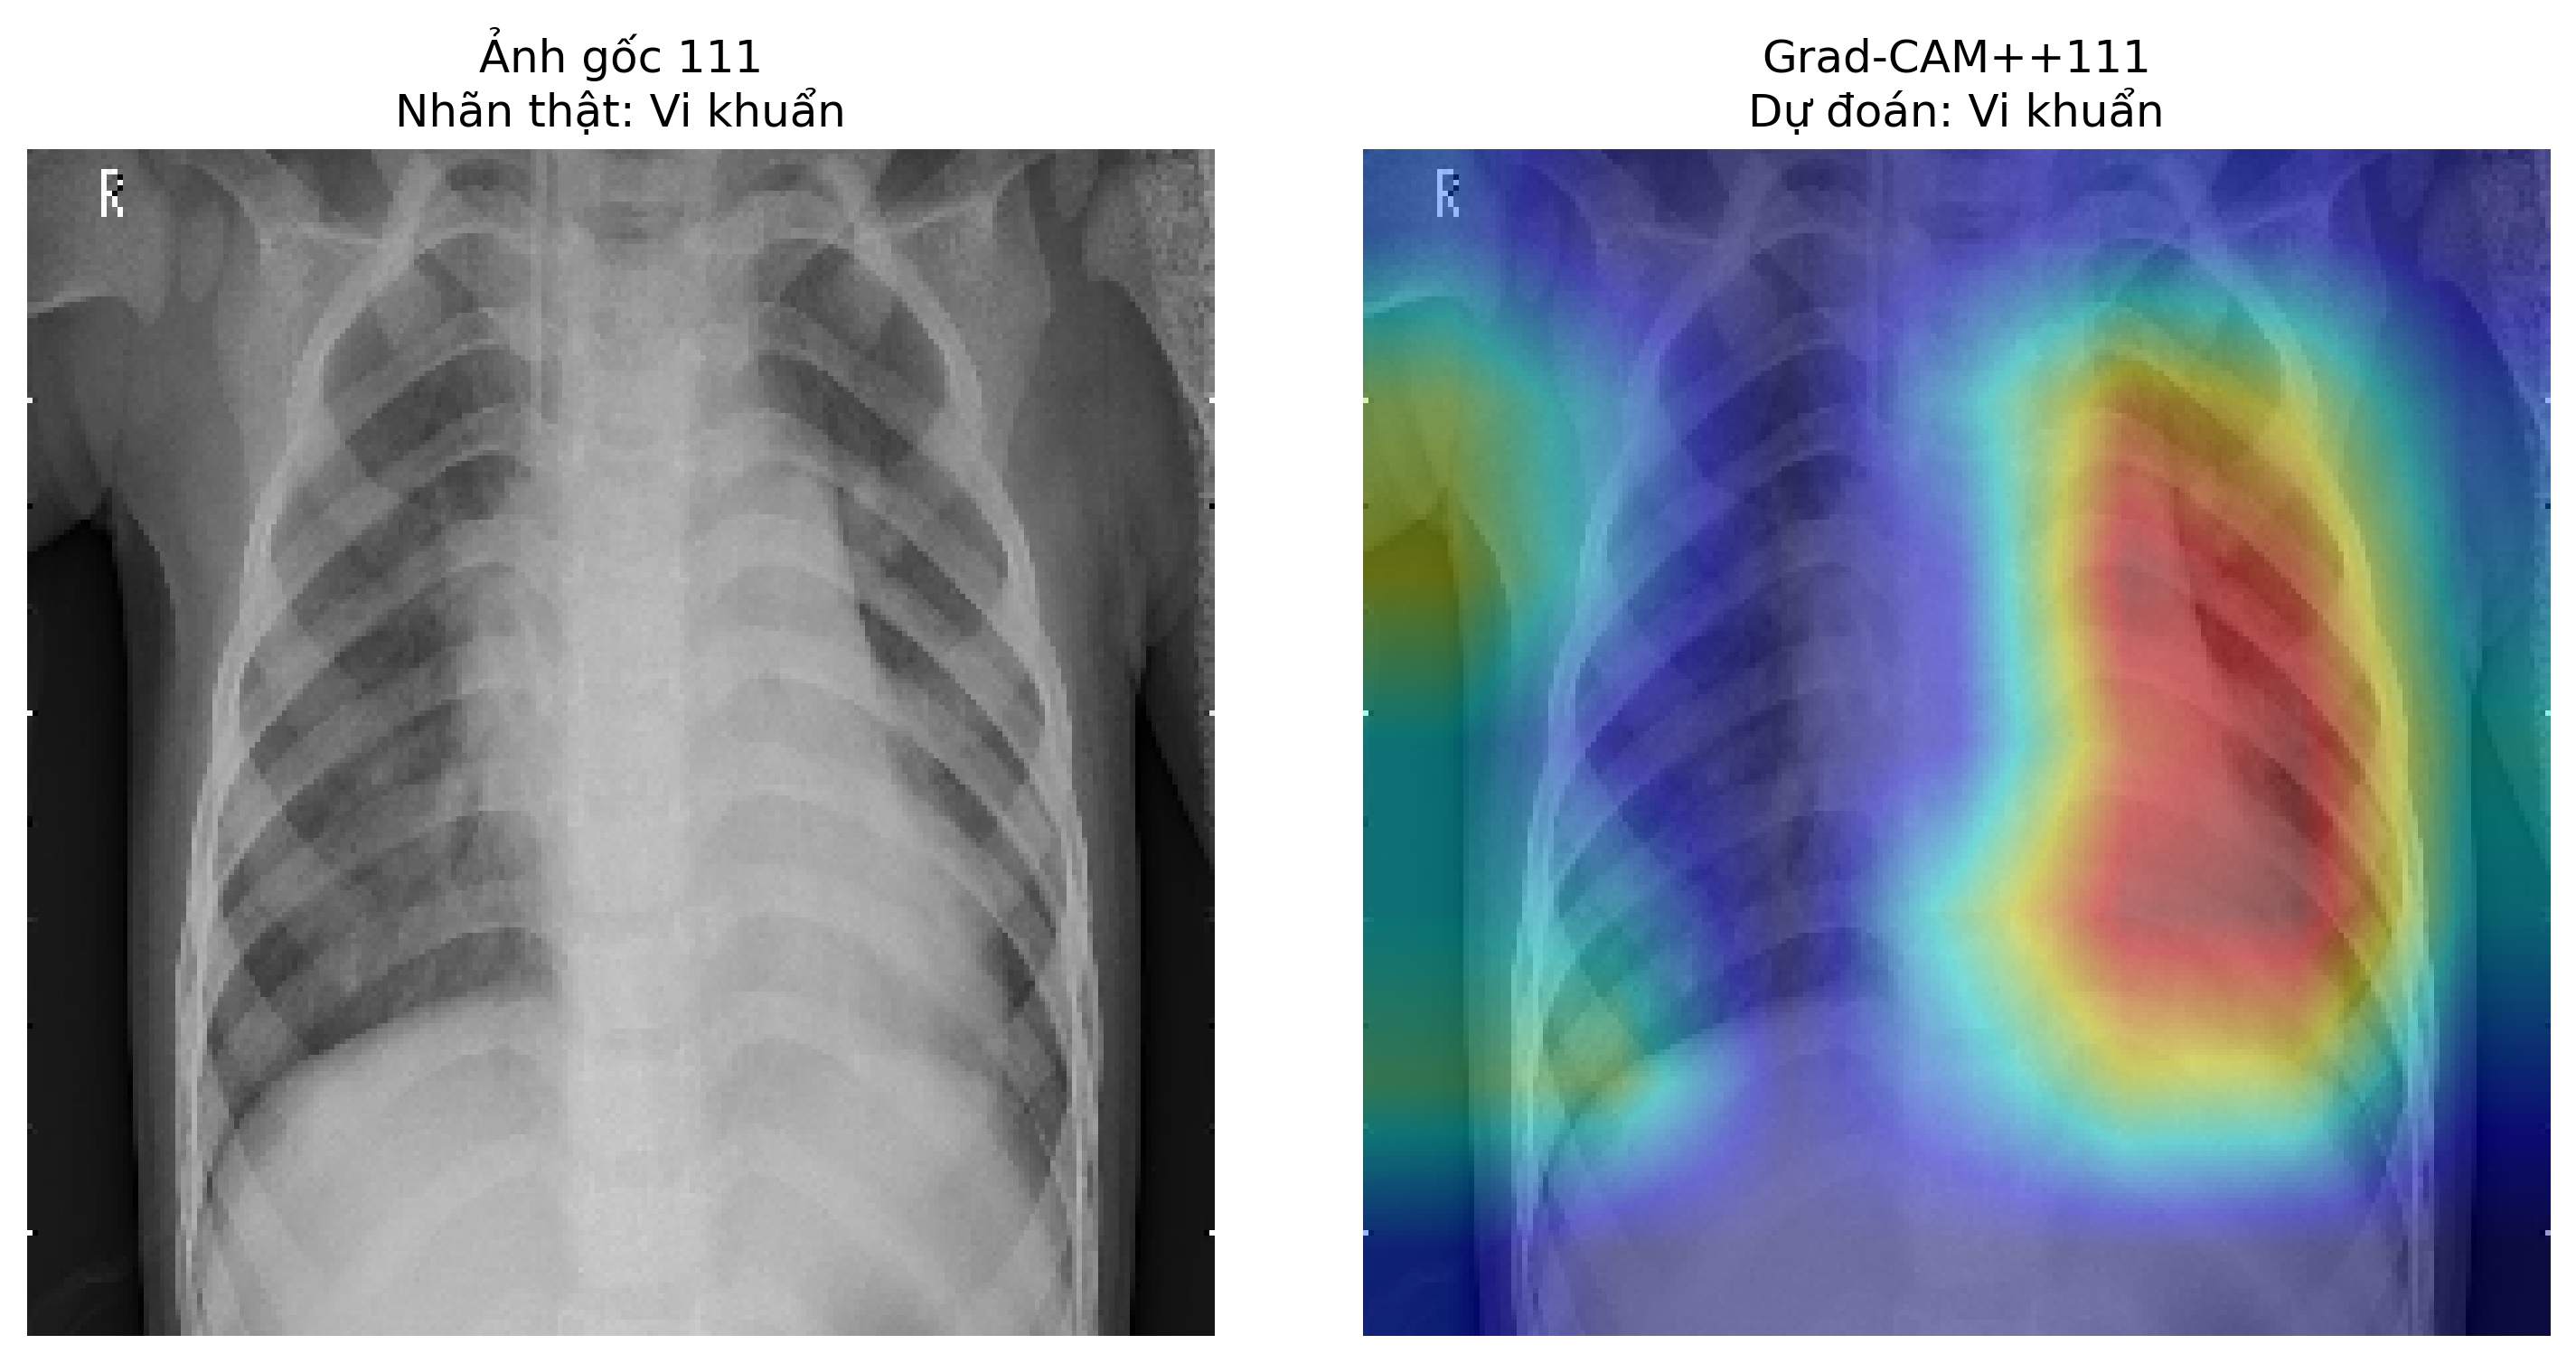 Ảnh gốc 111
Nhãn thật: Vi khuẩn
R
Grad-CAM++111
Dự đoán: Vi khuẩn
R